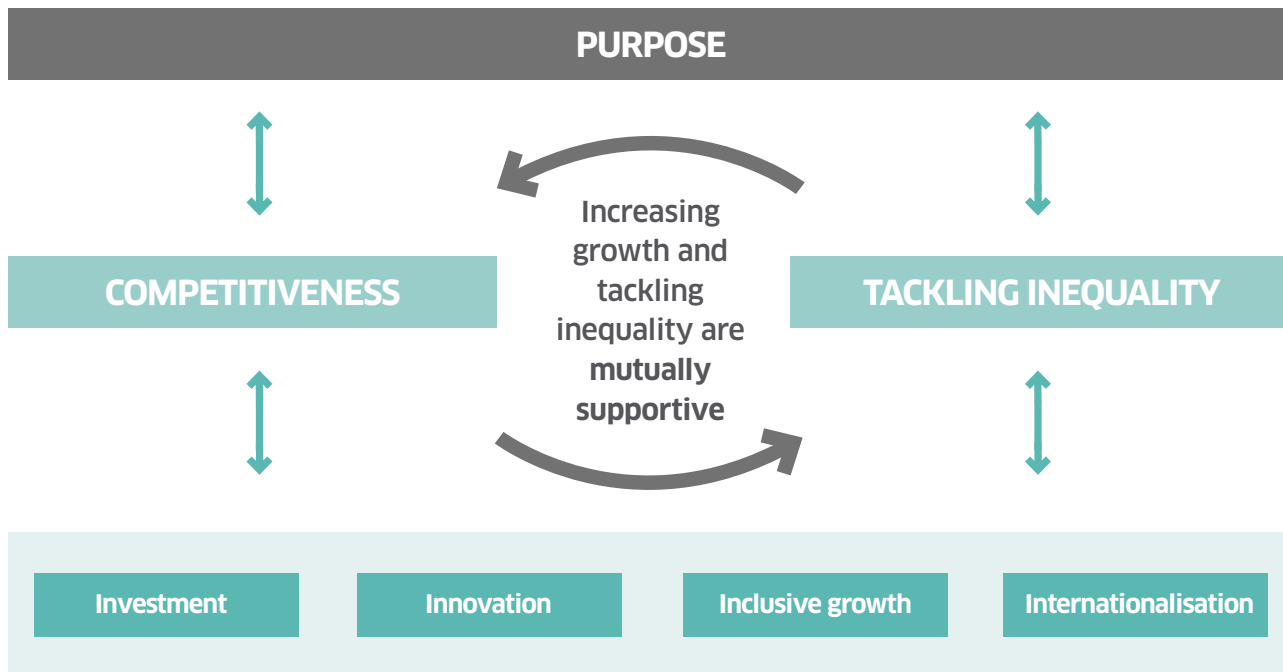 PURPOSE
COMPETITIVENESS
Increasing
growth and
tackling
inequality are
mutually
supportive
TACKLING INEQUALITY
Investment
Innovation
Inclusive growth
Internationalisation